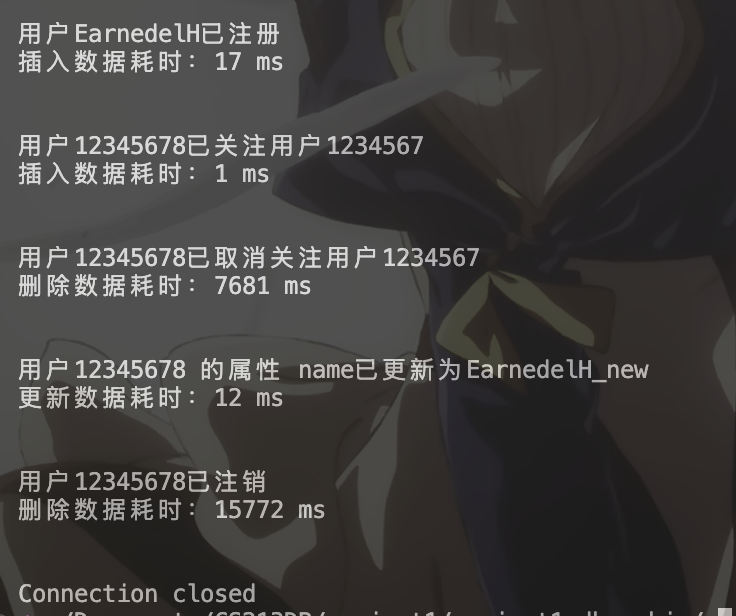 用户EarnedelH已注册
插入数据耗时: 17 ms
用户12345678已关注用户1234567
插入数据耗时: 1 ms
用户12345678已取消关注用户1234567
删除数据耗时: 7681 ms
用户12345678 的属性 name已更新为EarnedelH_new
更新数据耗时: 12 ms
用户12345678已注销
删除数据耗时: 15772 ms
Connection closed